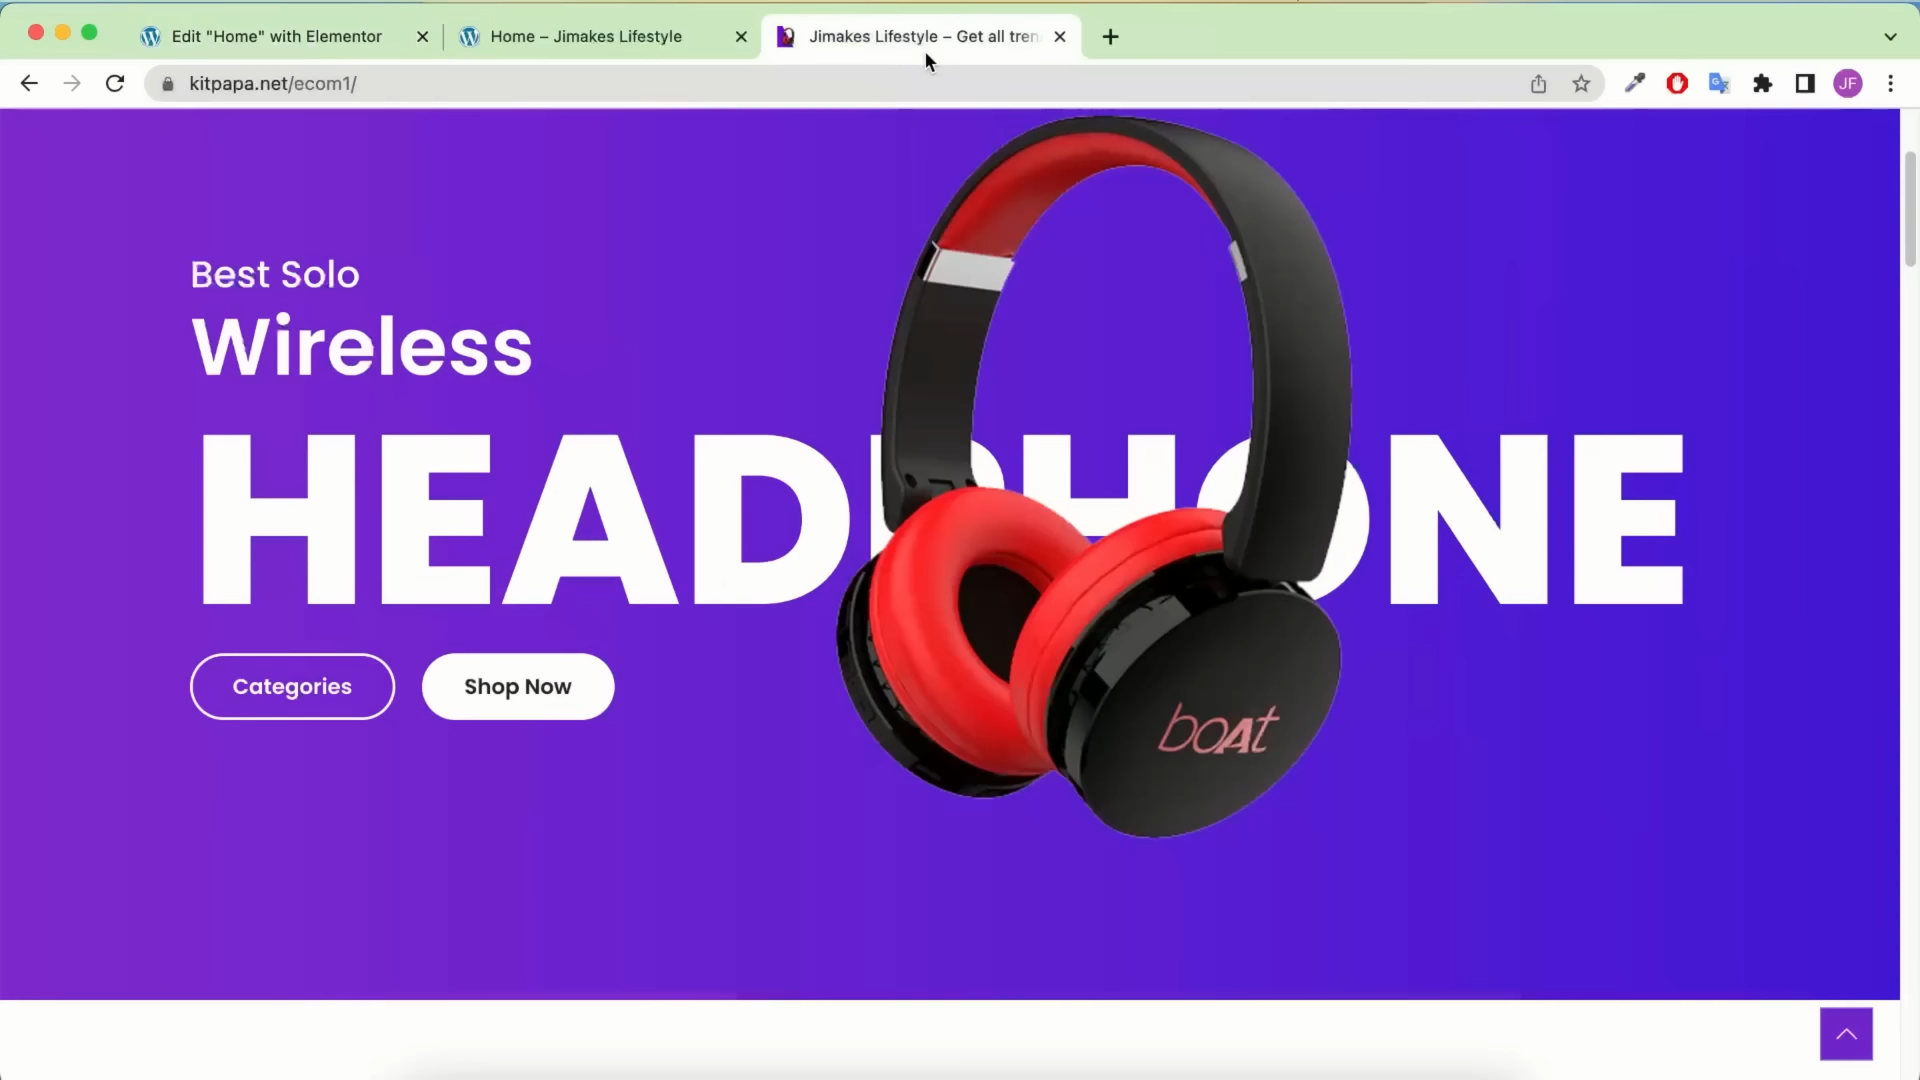 Edit "Home" with Elementor
Home – Jimakes Lifestyle
Jimakes Lifestyle – Get all tren
kitpapa.net/ecom1/
JF
Best Solo
Wireless
HEADPHONE
Categories
Shop Now
boAt